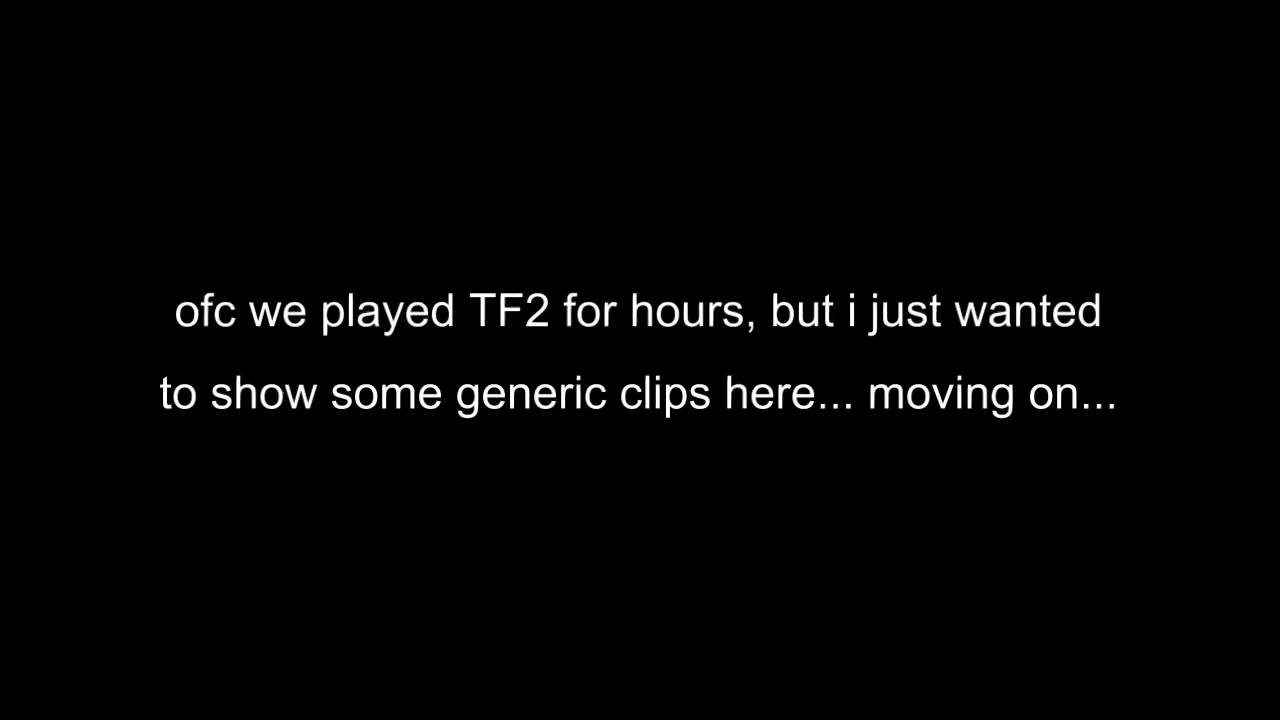 ofc we played TF2 for hours, but i just wanted
to show some generic clips here... moving on...